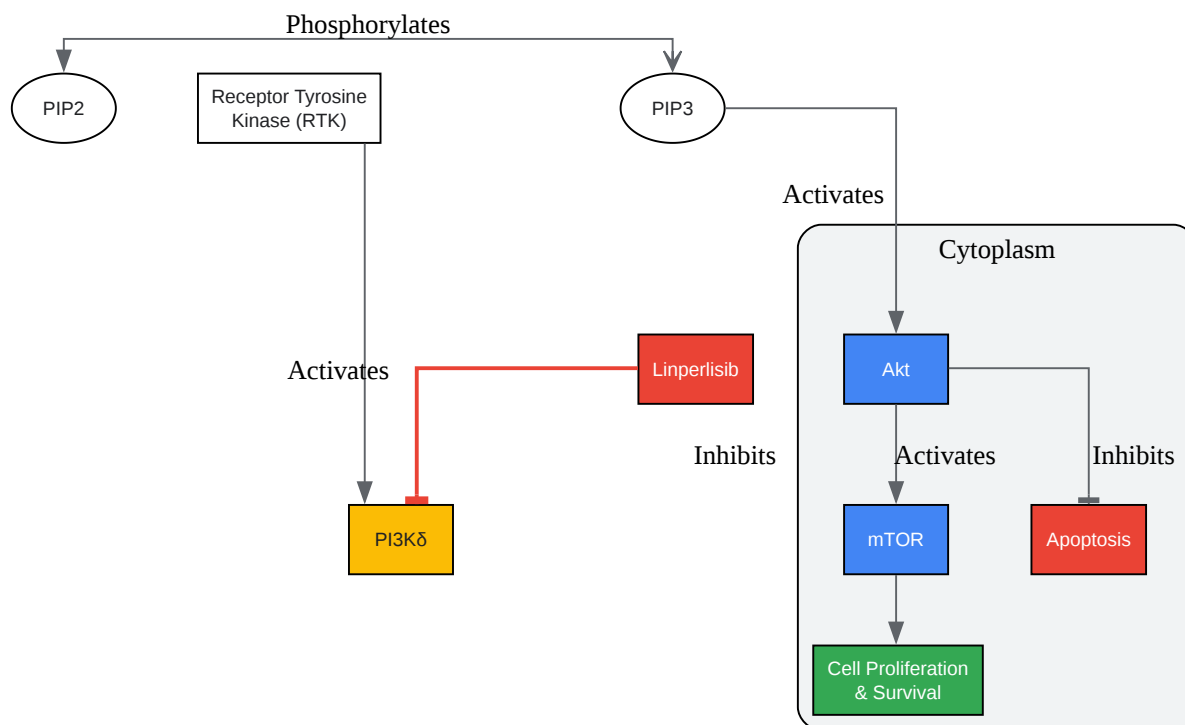 Phosphorylates
PIP2
Receptor Tyrosine
Kinase (RTK)
PIP3
Activates
Cytoplasm
Activates
Linperlisib
Akt
Inhibits
Activates
Inhibits
PI3Kδ
mTOR
Apoptosis
Cell Proliferation
& Survival